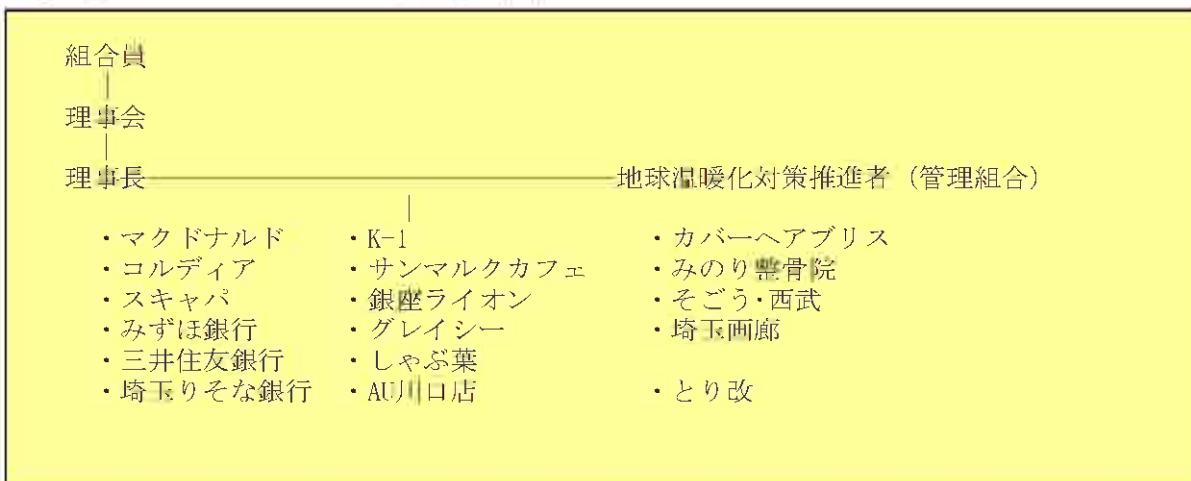 組合員
理事会
理事長 地球温暖化対策推進者（管理組合）
・マクドナルド ・K-1 ・カバーヘアブリス
・コルディア ・サンマルクカフェ ・みのり整骨院
・スキャパ ・銀座ライオン ・そごう・西武
・みずほ銀行 ・グレイシー ・埼玉画廊
・三井住友銀行 ・しゃぶ葉
・埼玉りそな銀行 ・AU川口店 ・とり改